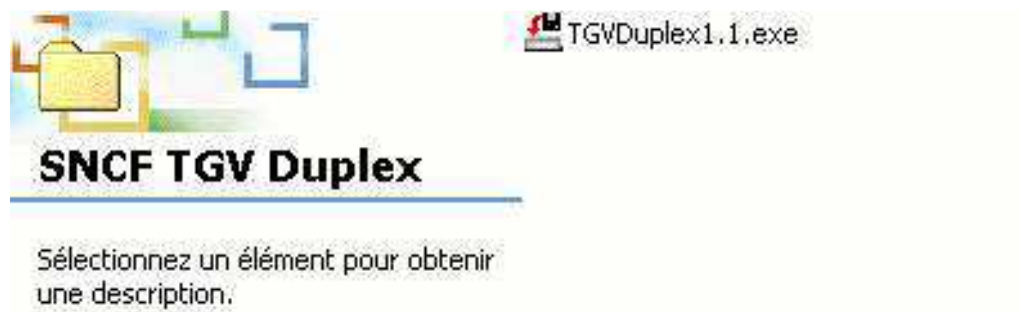 TGVDuplex1.1.exe
SNCF TGV Duplex
Sélectionnez un élément pour obtenir
une description.